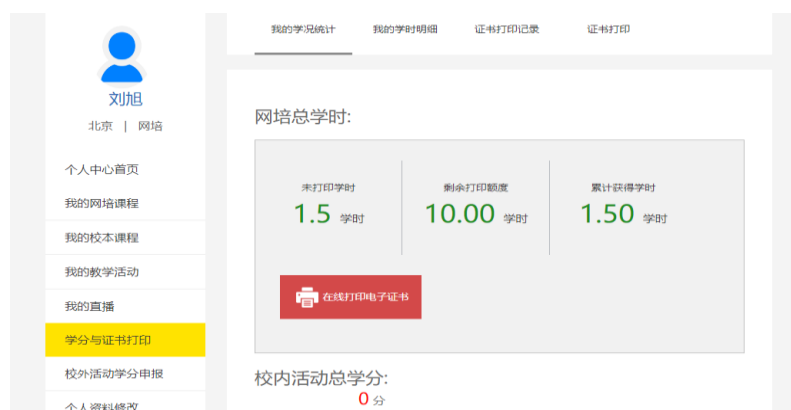 我的学况统计 我的学时明细 证书打印记录 证书打印
刘旭
北京 | 网培
个人中心首页
我的网培课程
我的校本课程
我的教学活动
我的直播
学分与证书打印
校外活动学分申报
个人资料修改
网培总学时:
未打印学时 剩余打印额度 累计获得学时
1.5 学时 10.00 学时 1.50 学时
在线打印电子证书
校内活动总学分:
0 分